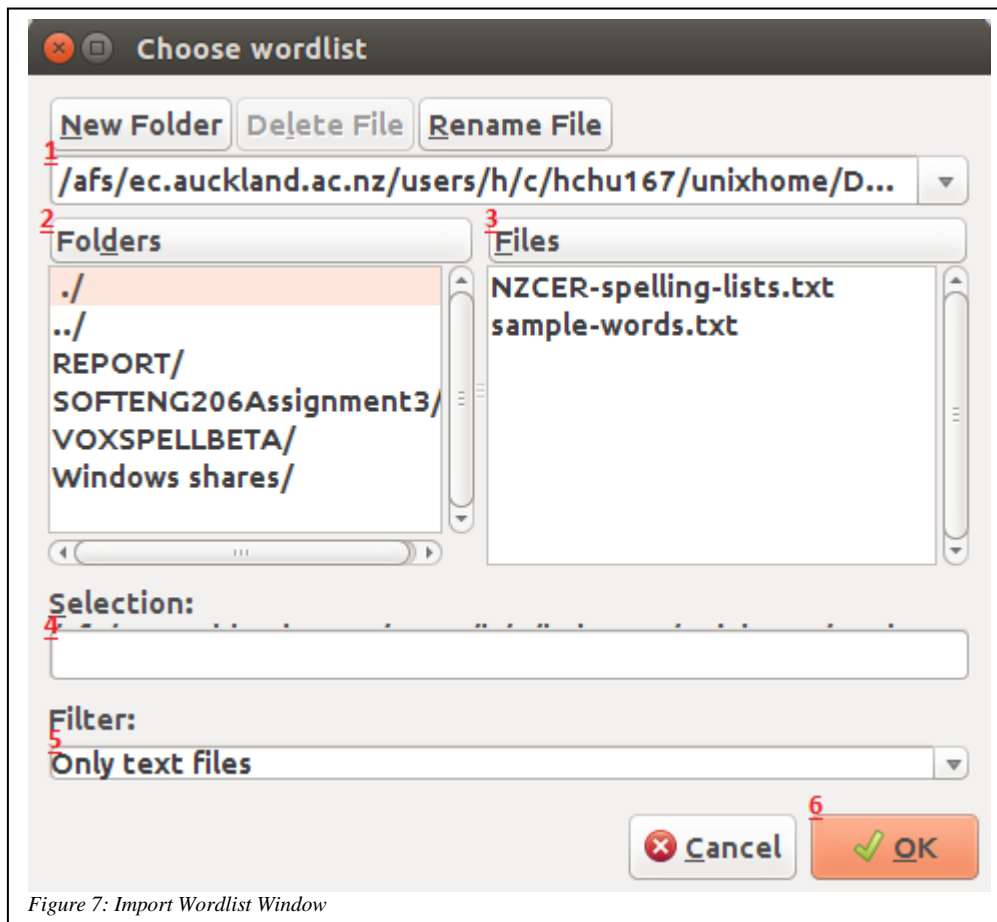 Choose wordlist
New Folder Delete File Rename File
1
/afs/ec.auckland.ac.nz/users/h/c/hchu167/unixhome/D...
2 3
Folders Files
./ NZCER-spelling-lists.txt
../ sample-words.txt
REPORT/
SOFTENG206Assignment3/
VOXSPELLBETA/
Windows shares/
Selection:
4
Filter:
5
Only text files
6
Cancel OK
Figure 7: Import Wordlist Window